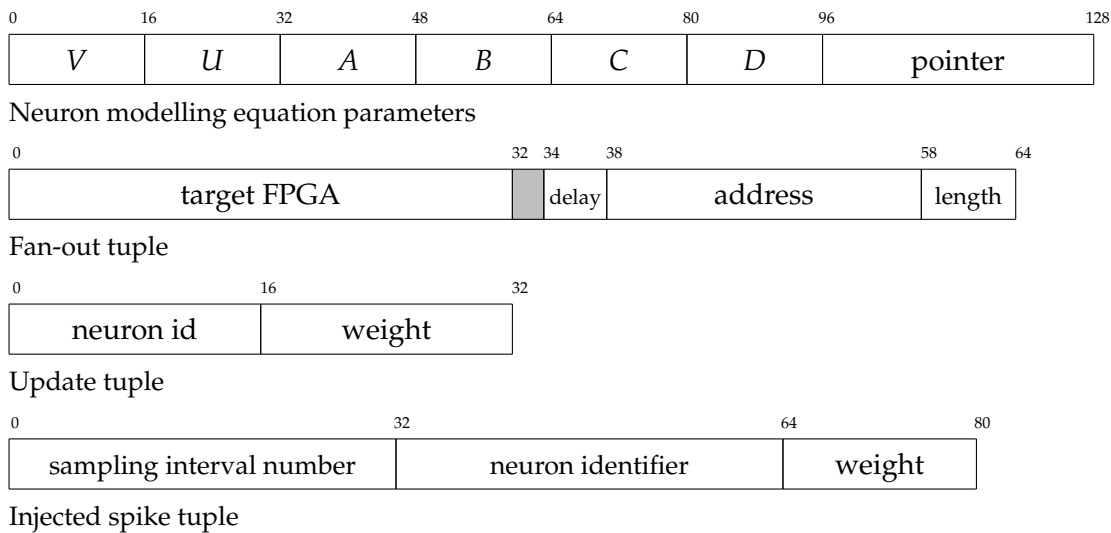 0 16 32 48 64 80 96 128
V U A B C D pointer
Neuron modelling equation parameters
0 32 34 38 58 64
target FPGA delay address length
Fan-out tuple
0 16 32
neuron id weight
Update tuple
0 32 64 80
sampling interval number neuron identifier weight
Injected spike tuple